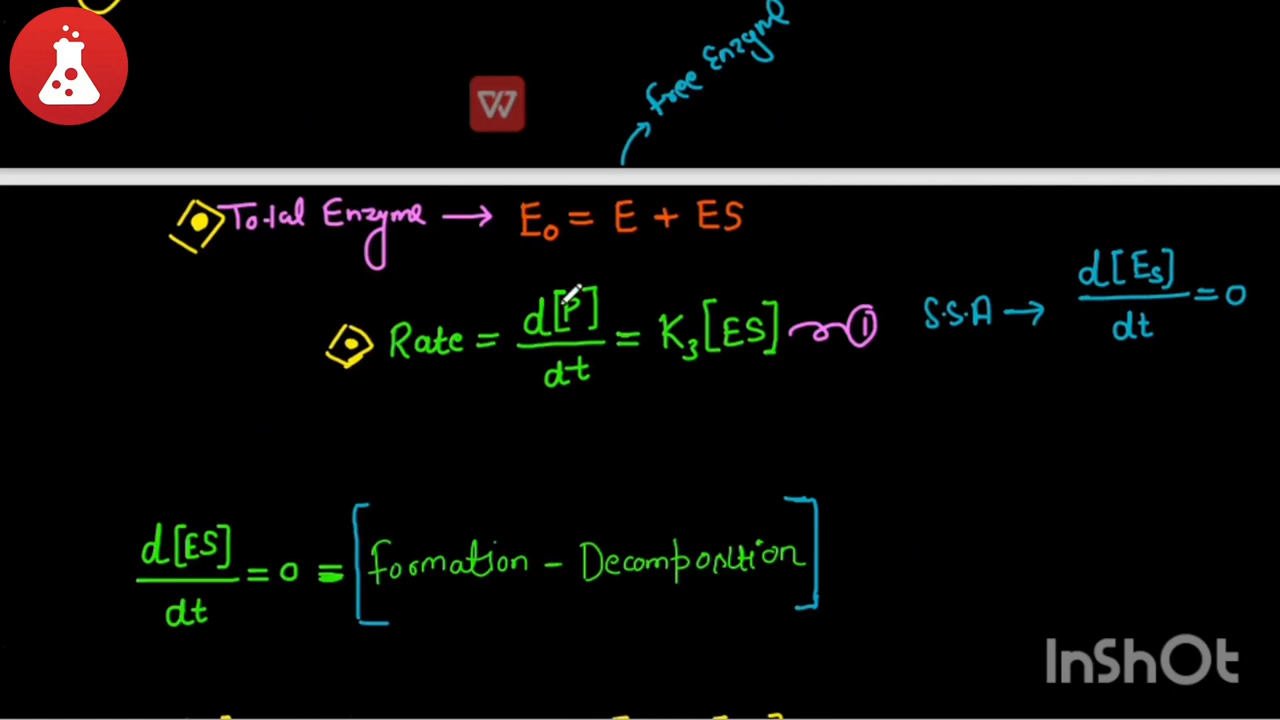 free Enzyme
W
Total Enzyme → E₀ = E + ES
Rate = d[P]/dt = K₃[ES] ①
S.S.A → d[Es]/dt = 0
d[ES]/dt = 0 = [formation - Decomposition]
InShOt